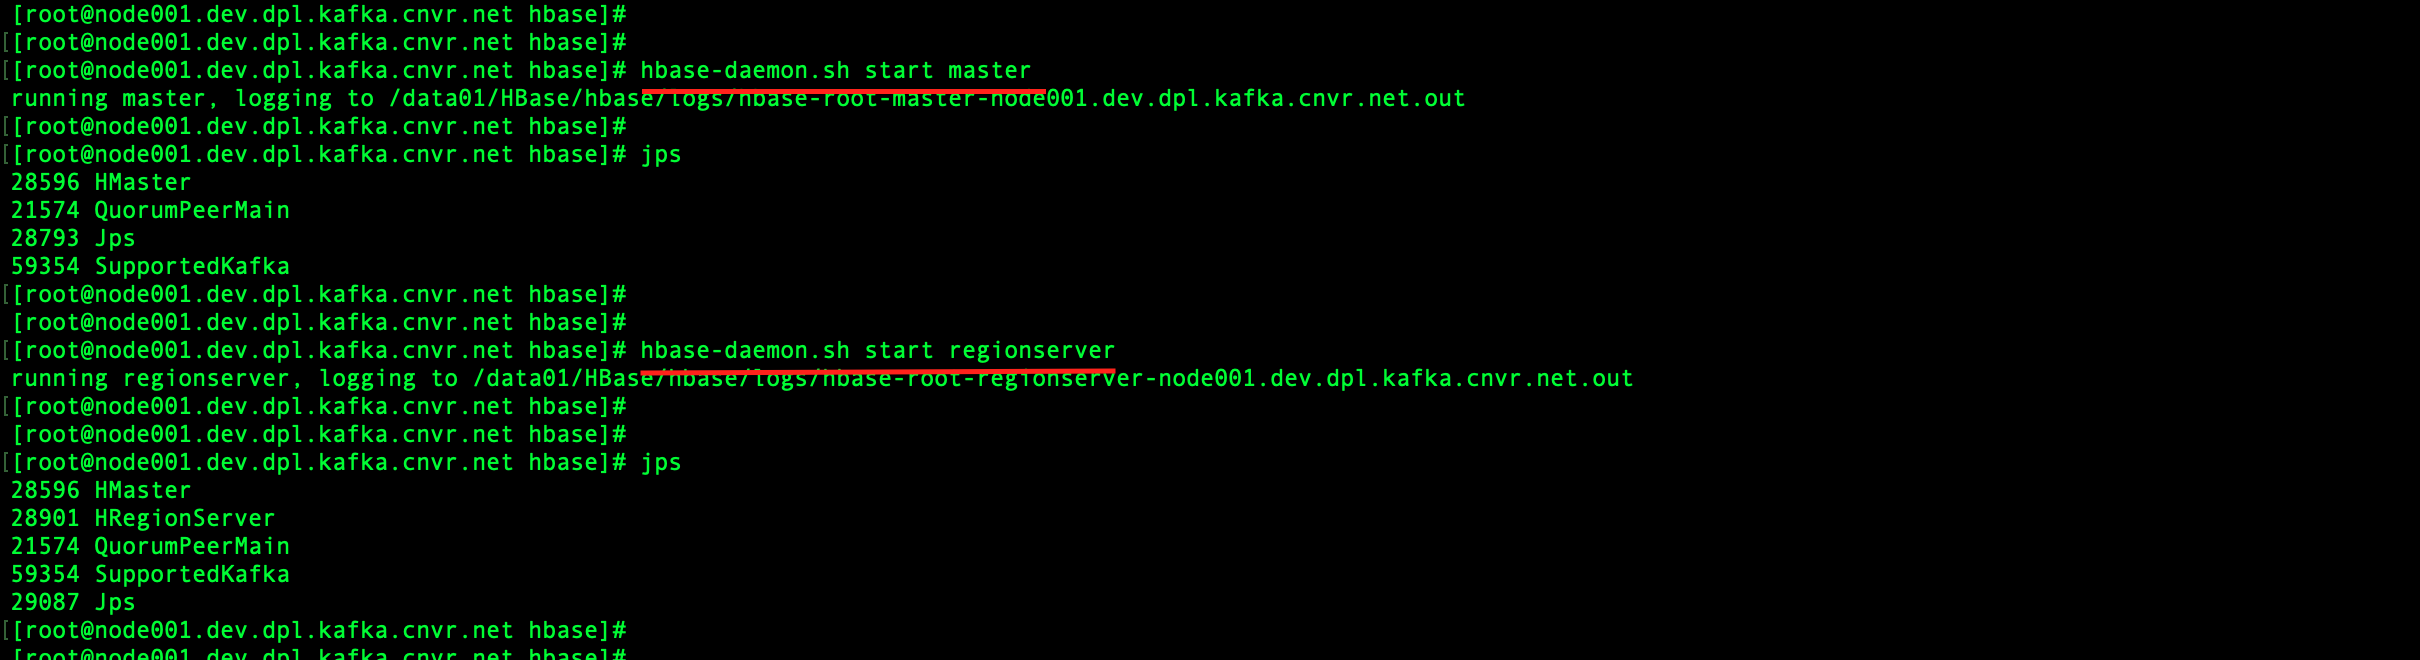 [root@node001.dev.dpl.kafka.cnvr.net hbase]#
[[root@node001.dev.dpl.kafka.cnvr.net hbase]#
[[root@node001.dev.dpl.kafka.cnvr.net hbase]# hbase-daemon.sh start master
running master, logging to /data01/HBase/hbase/logs/hbase-root-master-node001.dev.dpl.kafka.cnvr.net.out
[[root@node001.dev.dpl.kafka.cnvr.net hbase]#
[[root@node001.dev.dpl.kafka.cnvr.net hbase]# jps
28596 HMaster
21574 QuorumPeerMain
28793 Jps
59354 SupportedKafka
[[root@node001.dev.dpl.kafka.cnvr.net hbase]#
[root@node001.dev.dpl.kafka.cnvr.net hbase]#
[[root@node001.dev.dpl.kafka.cnvr.net hbase]# hbase-daemon.sh start regionserver
running regionserver, logging to /data01/HBase/hbase/logs/hbase-root-regionserver-node001.dev.dpl.kafka.cnvr.net.out
[[root@node001.dev.dpl.kafka.cnvr.net hbase]#
[root@node001.dev.dpl.kafka.cnvr.net hbase]#
[[root@node001.dev.dpl.kafka.cnvr.net hbase]# jps
28596 HMaster
28901 HRegionServer
21574 QuorumPeerMain
59354 SupportedKafka
29087 Jps
[[root@node001.dev.dpl.kafka.cnvr.net hbase]#
[root@node001.dev.dpl.kafka.cnvr.net hbase]#